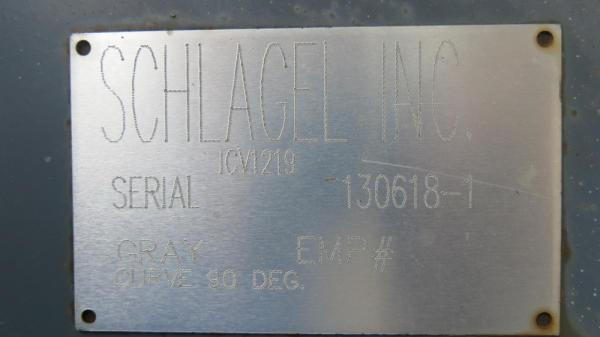 SCHLAGEL INC.
ICV1219
SERIAL 130618-1
GRAY EMP#
CURVE 90 DEG.